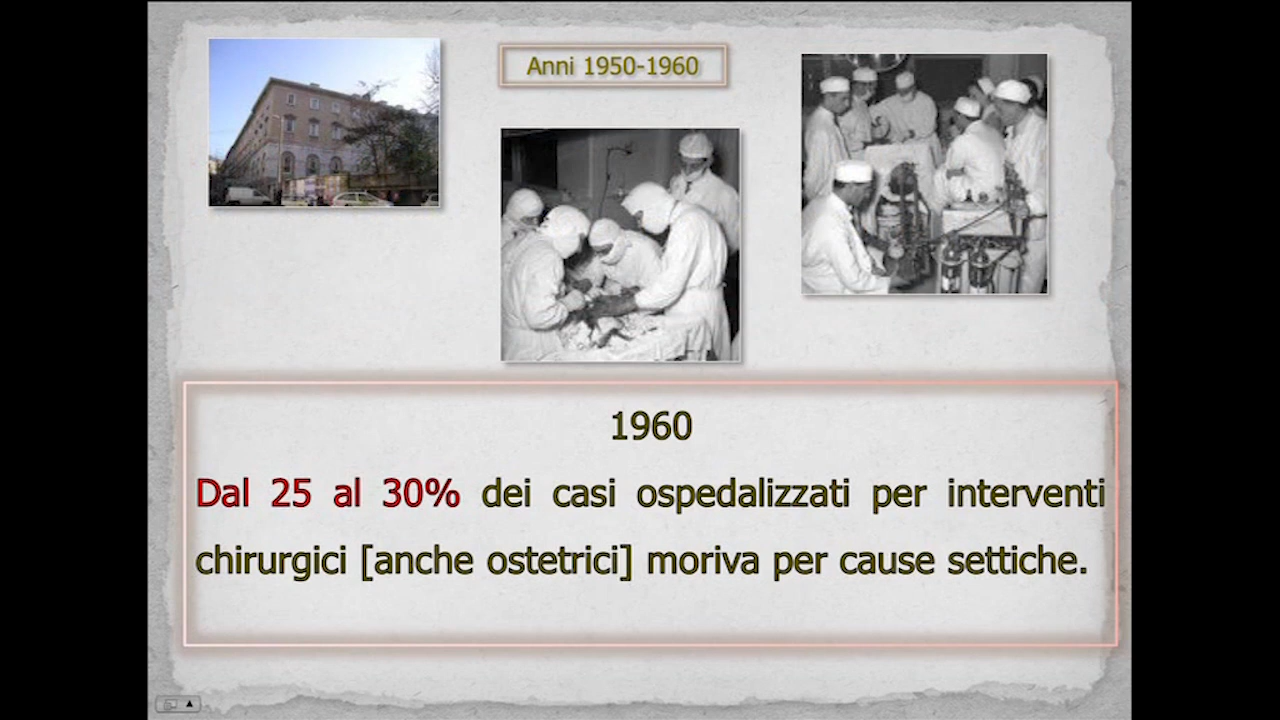 Anni 1950-1960
1960
Dal 25 al 30% dei casi ospedalizzati per interventi
chirurgici [anche ostetrici] moriva per cause settiche.